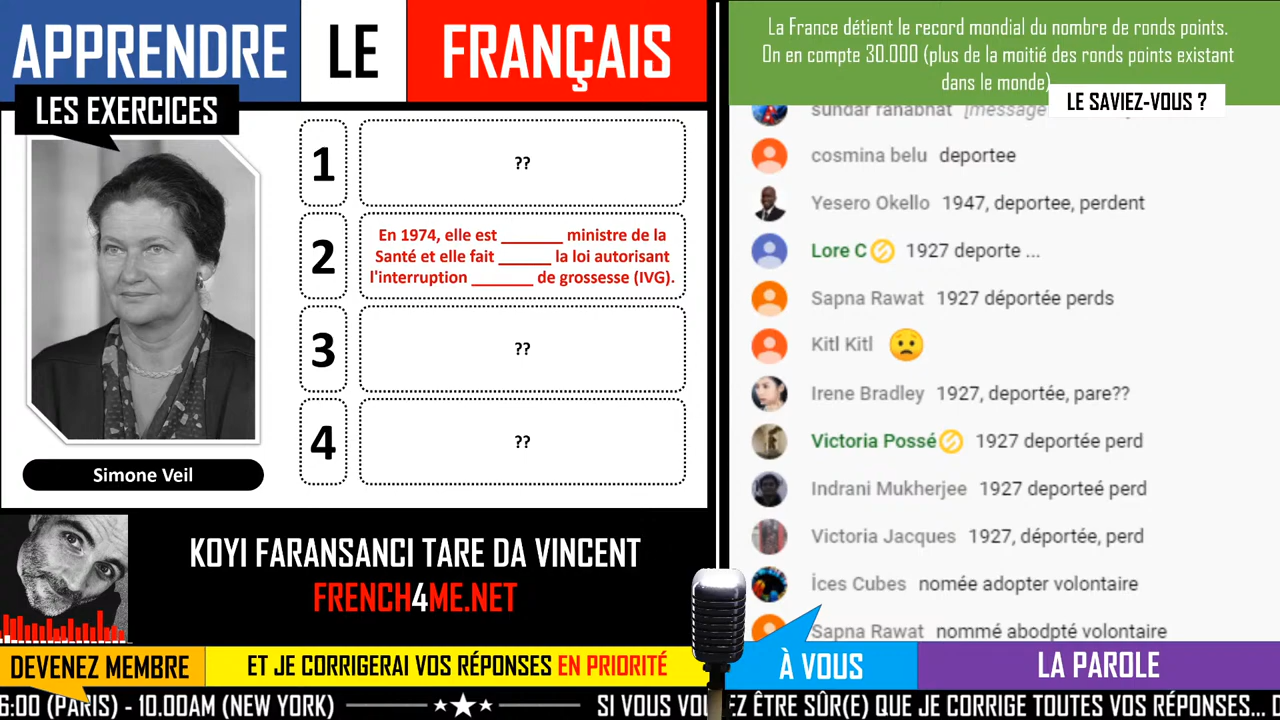 APPRENDRE LE FRANÇAIS
LES EXERCICES
Simone Veil
1
??
2
En 1974, elle est _______ ministre de la
Santé et elle fait ______ la loi autorisant
l'interruption _______ de grossesse (IVG).
3
??
4
??
KOYI FARANSANCI TARE DA VINCENT
FRENCH4ME.NET
DEVENEZ MEMBRE
ET JE CORRIGERAI VOS RÉPONSES EN PRIORITÉ
La France détient le record mondial du nombre de ronds points.
On en compte 30.000 (plus de la moitié des ronds points existant
dans le monde)
LE SAVIEZ-VOUS ?
sundar ranabhat [message
cosmina belu deportee
Yesero Okello 1947, deportee, perdent
Lore C 1927 deporte ...
Sapna Rawat 1927 déportée perds
Kitl Kitl
Irene Bradley 1927, deportée, pare??
Victoria Possé 1927 deportée perd
Indrani Mukherjee 1927 deporteé perd
Victoria Jacques 1927, déportée, perd
İces Cubes nomée adopter volontaire
Sapna Rawat nommé abodpté volontaire
À VOUS
LA PAROLE
6:00 (PARIS) - 10.00AM (NEW YORK)
SI VOUS VOU
EZ ÊTRE SÛR(E) QUE JE CORRIGE TOUTES VOS RÉPONSES...